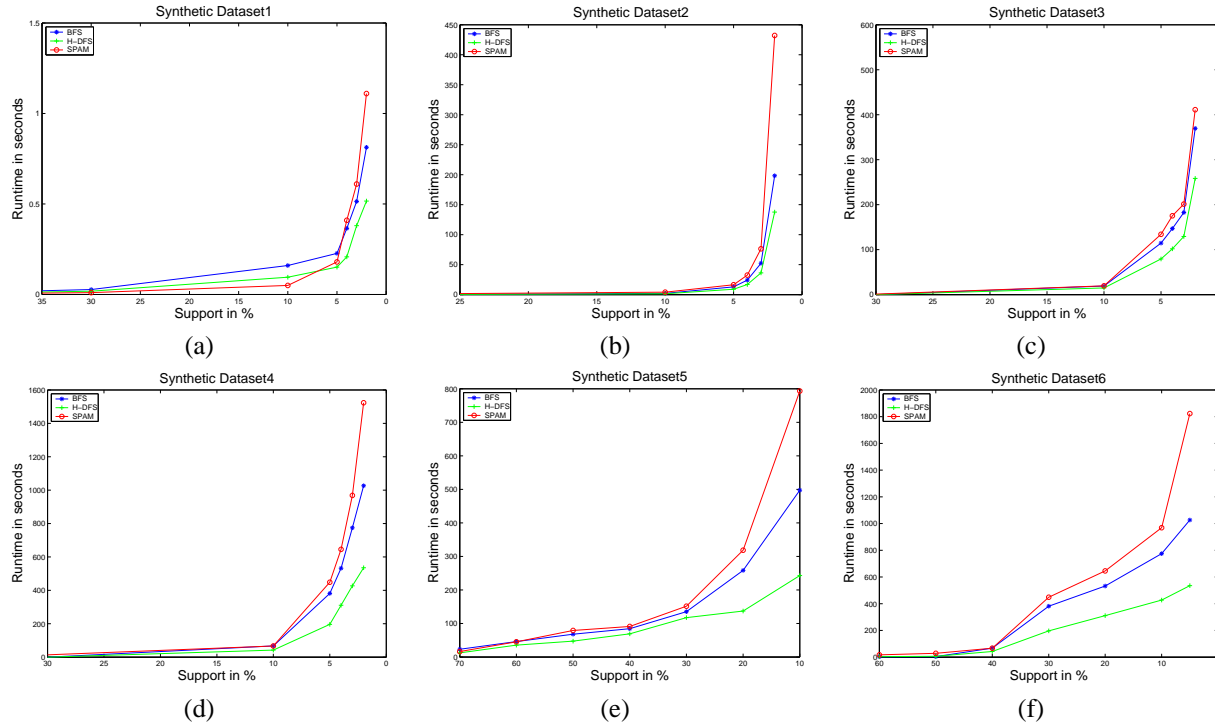 Synthetic Dataset1
BFS
H-DFS
SPAM
Runtime in seconds
1.5
1
0.5
0
35 30 25 20 15 10 5 0
Support in %
(a)
Synthetic Dataset2
BFS
H-DFS
SPAM
Runtime in seconds
450
400
350
300
250
200
150
100
50
0
25 20 15 10 5 0
Support in %
(b)
Synthetic Dataset3
BFS
H-DFS
SPAM
Runtime in seconds
600
500
400
300
200
100
0
30 25 20 15 10 5
Support in %
(c)
Synthetic Dataset4
BFS
H-DFS
SPAM
Runtime in seconds
1600
1400
1200
1000
800
600
400
200
0
30 25 20 15 10 5 0
Support in %
(d)
Synthetic Dataset5
BFS
H-DFS
SPAM
Runtime in seconds
800
700
600
500
400
300
200
100
0
70 60 50 40 30 20 10
Support in %
(e)
Synthetic Dataset6
BFS
H-DFS
SPAM
Runtime in seconds
2000
1800
1600
1400
1200
1000
800
600
400
200
0
60 50 40 30 20 10
Support in %
(f)